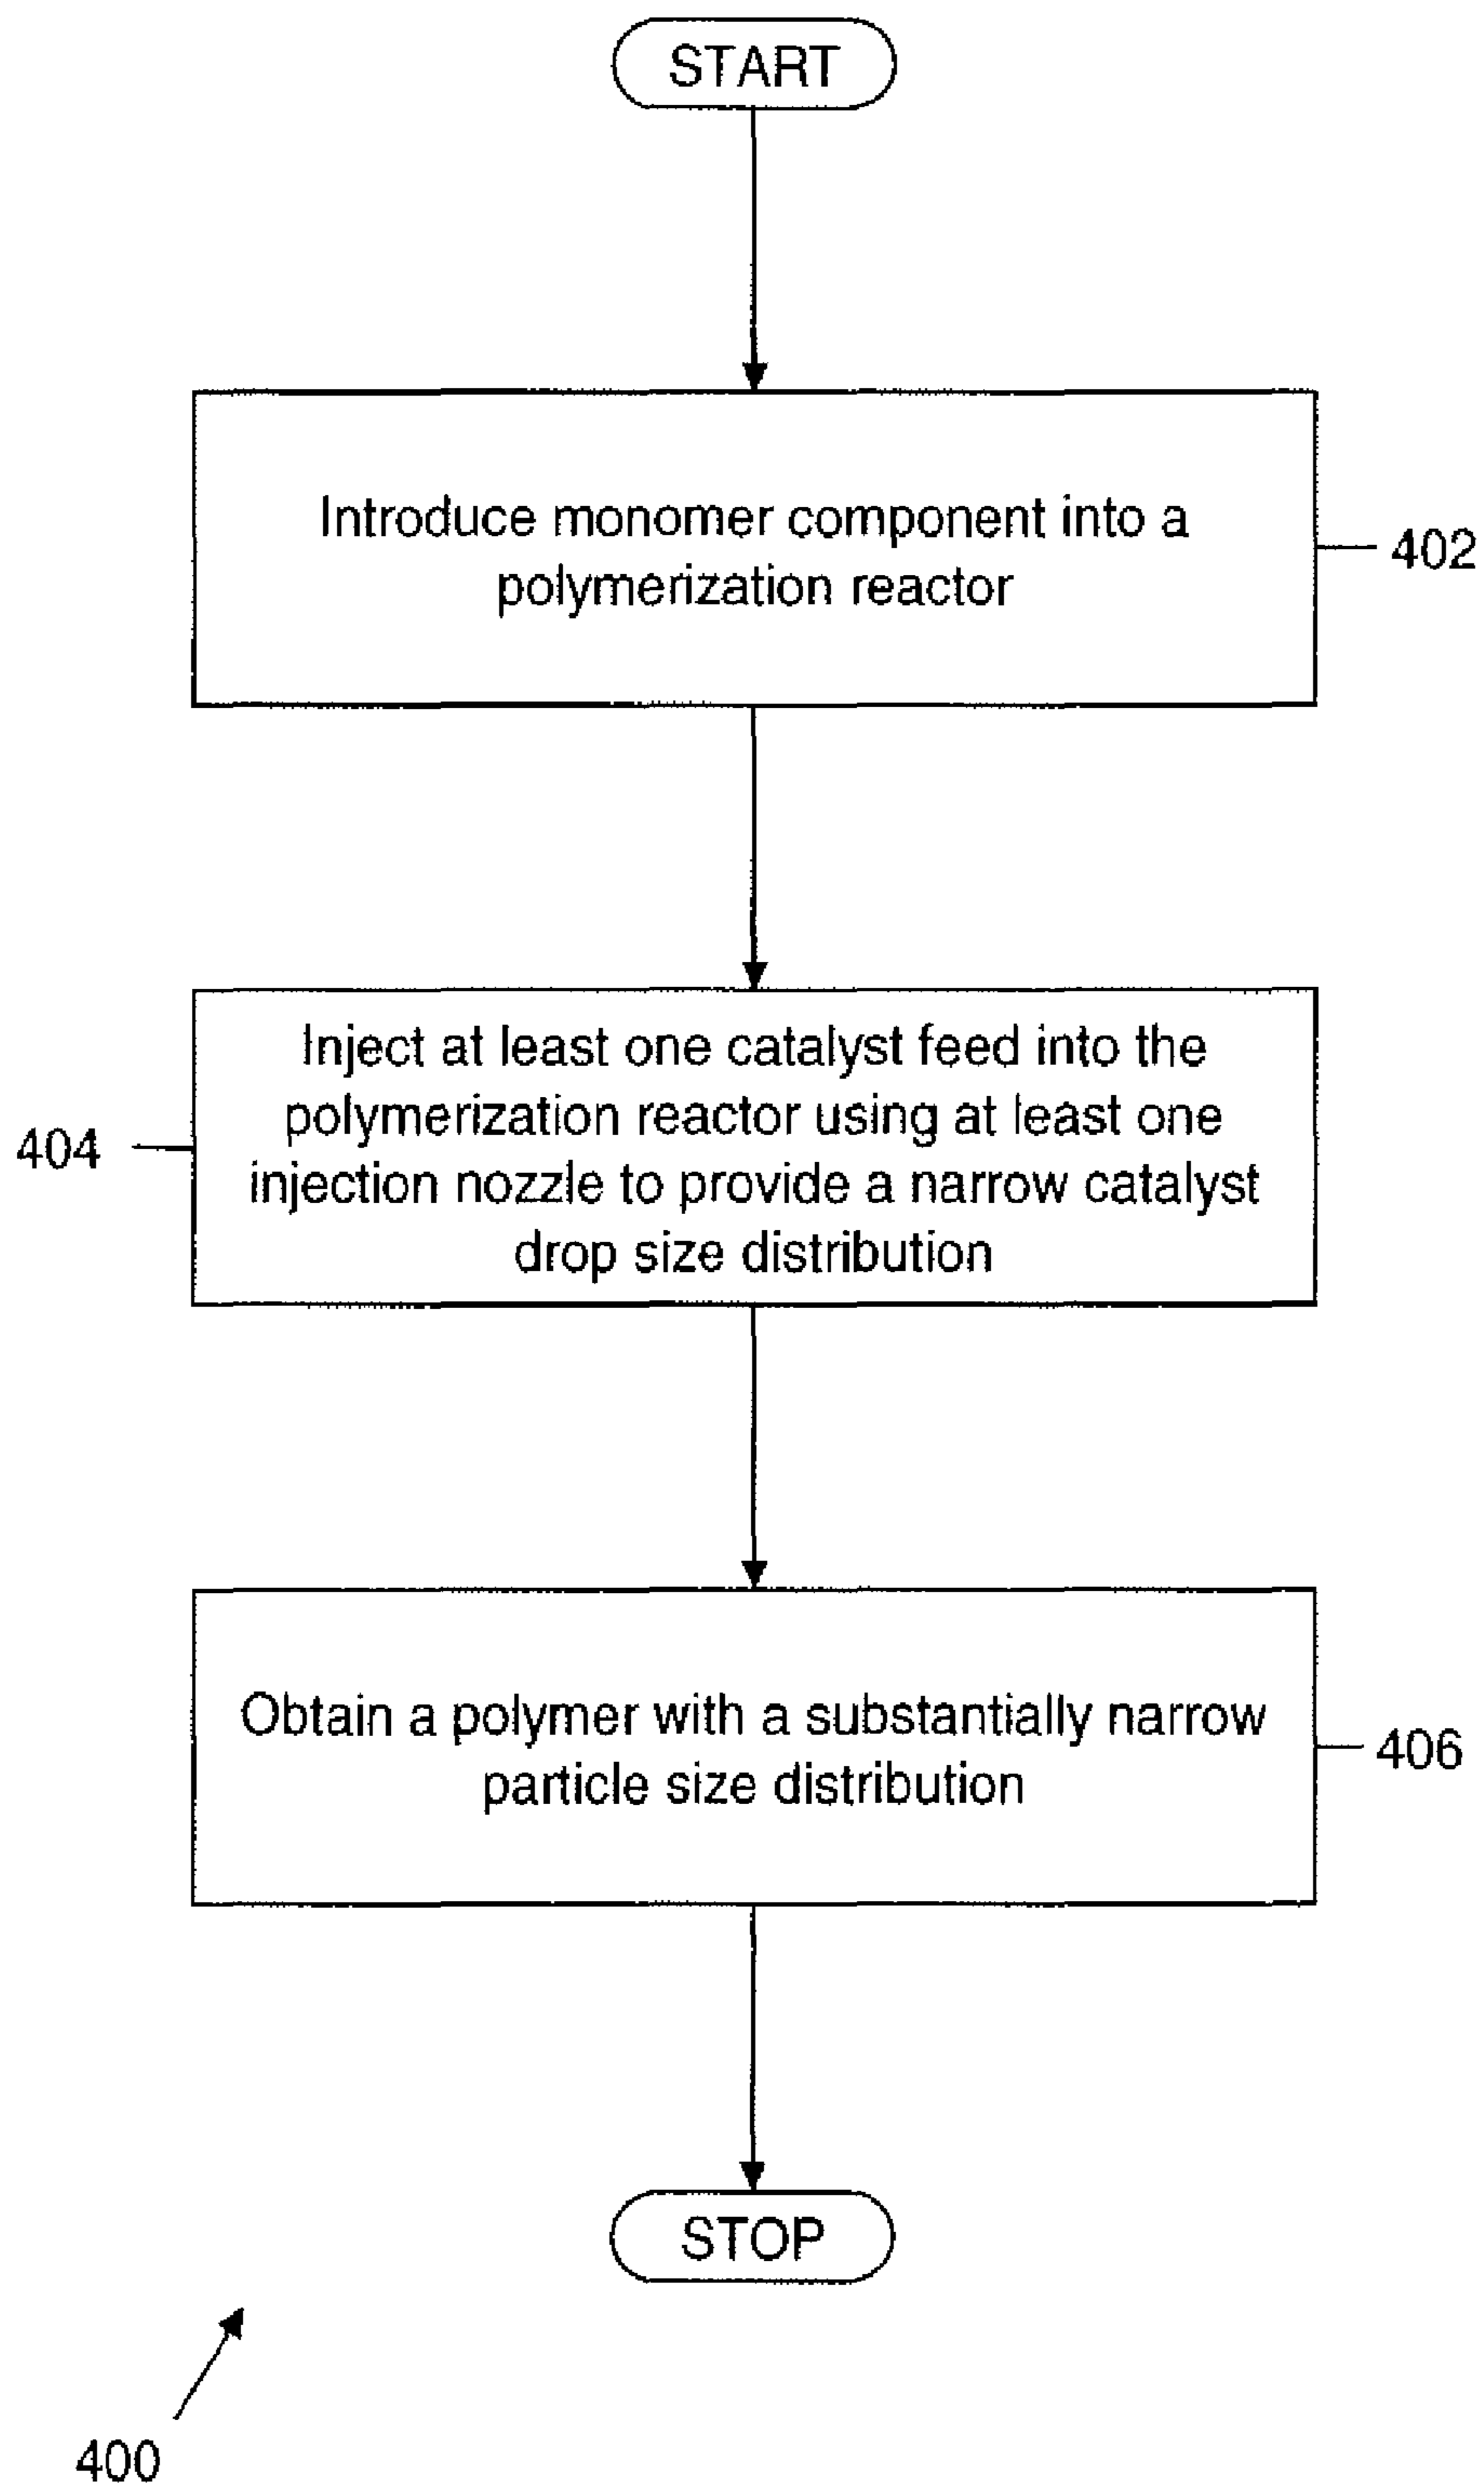 START
Introduce monomer component into a
polymerization reactor
402
Inject at least one catalyst feed into the
polymerization reactor using at least one
injection nozzle to provide a narrow catalyst
drop size distribution
404
Obtain a polymer with a substantially narrow
particle size distribution
406
STOP
400